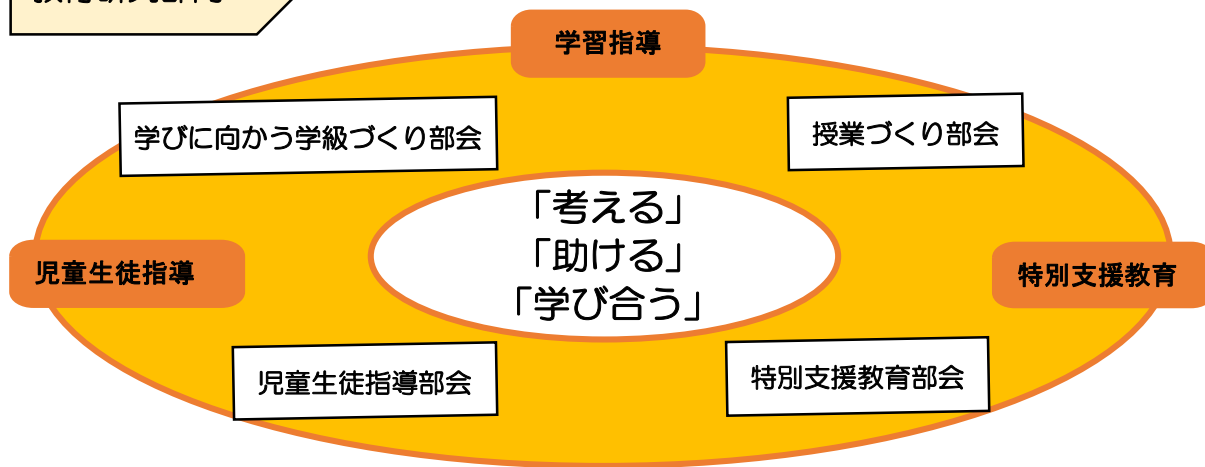 学習指導
学びに向かう学級づくり部会
授業づくり部会
「考える」
「助ける」
「学び合う」
児童生徒指導
特別支援教育
児童生徒指導部会
特別支援教育部会